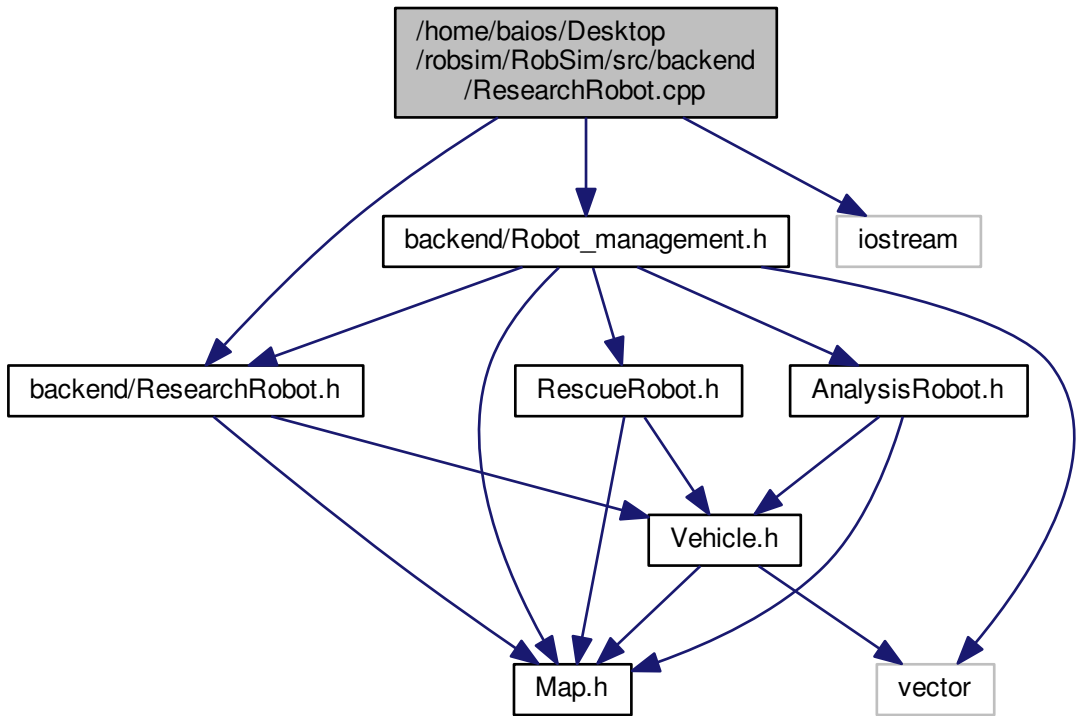 /home/baios/Desktop
/robsim/RobSim/src/backend
/ResearchRobot.cpp
backend/Robot_management.h
iostream
backend/ResearchRobot.h
RescueRobot.h
AnalysisRobot.h
Vehicle.h
Map.h
vector